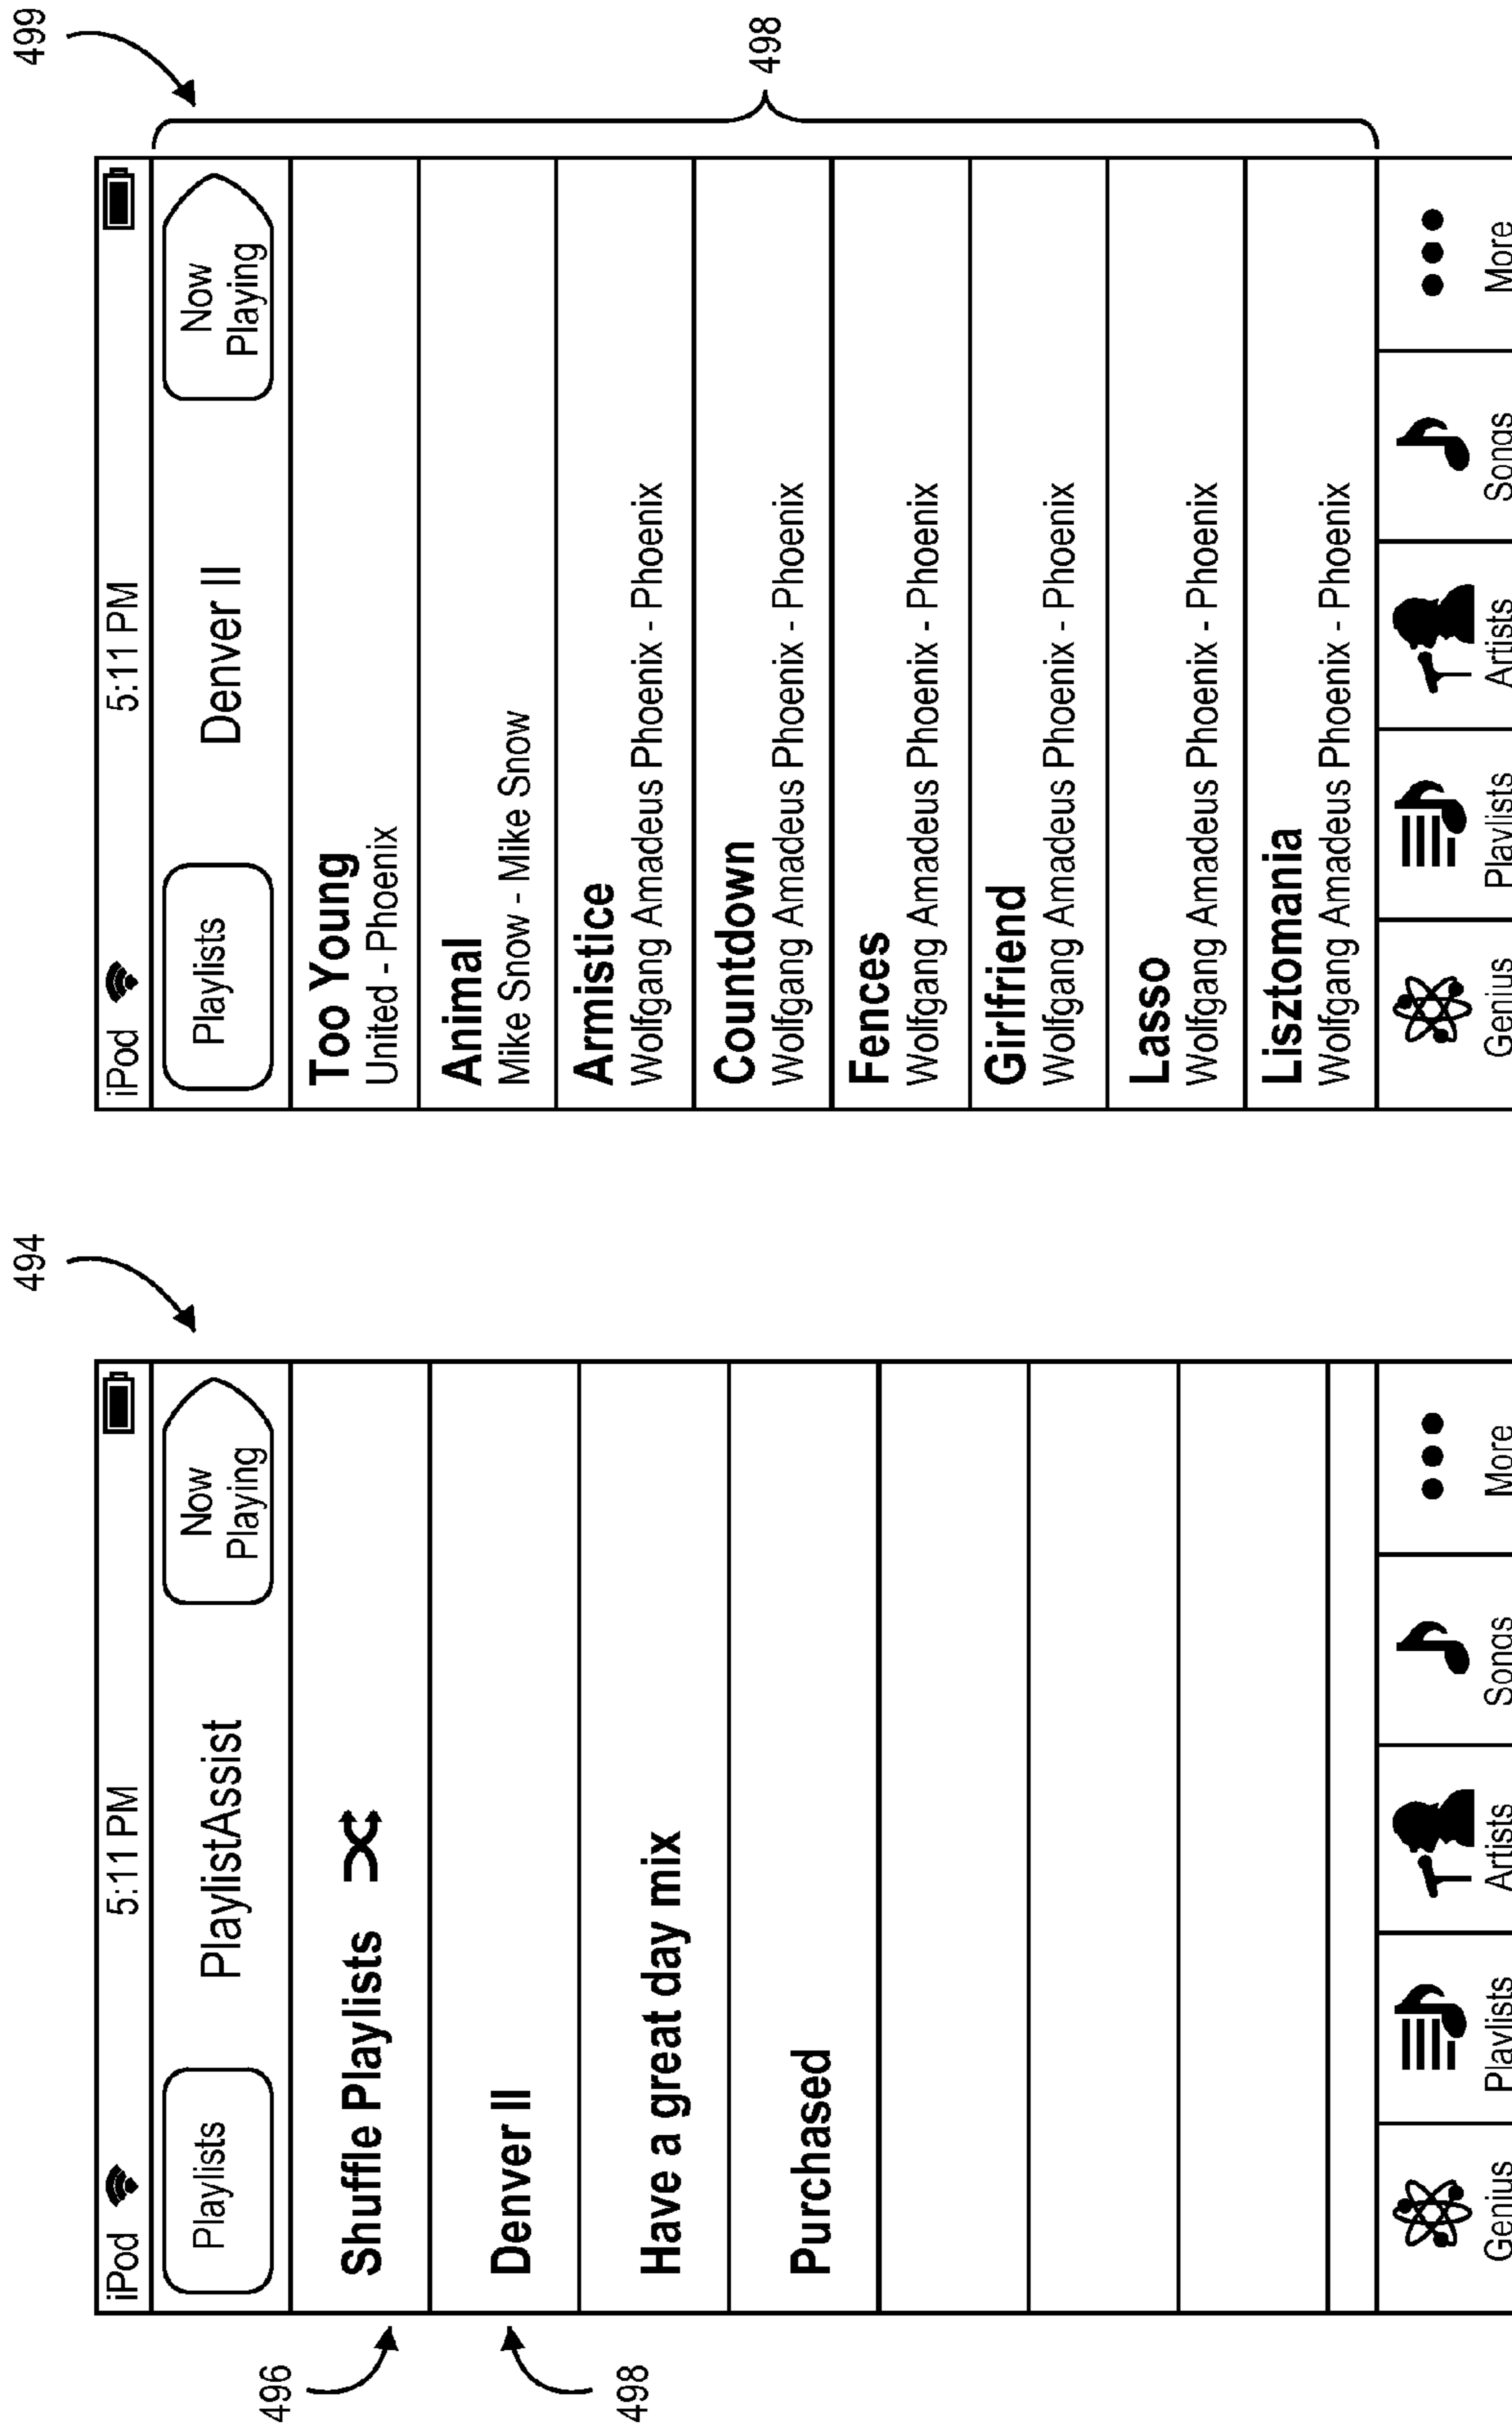 494
iPod 5:11 PM
Playlists PlaylistAssist Now
Playing
496
Shuffle Playlists
498
Denver II
Have a great day mix
Purchased
Genius Playlists Artists Songs More
499
iPod 5:11 PM
Playlists Denver II Now
Playing
Too Young
United - Phoenix
Animal
Mike Snow - Mike Snow
Armistice
Wolfgang Amadeus Phoenix - Phoenix
Countdown
Wolfgang Amadeus Phoenix - Phoenix
498
Fences
Wolfgang Amadeus Phoenix - Phoenix
Girlfriend
Wolfgang Amadeus Phoenix - Phoenix
Lasso
Wolfgang Amadeus Phoenix - Phoenix
Lisztomania
Wolfgang Amadeus Phoenix - Phoenix
Genius Playlists Artists Songs More